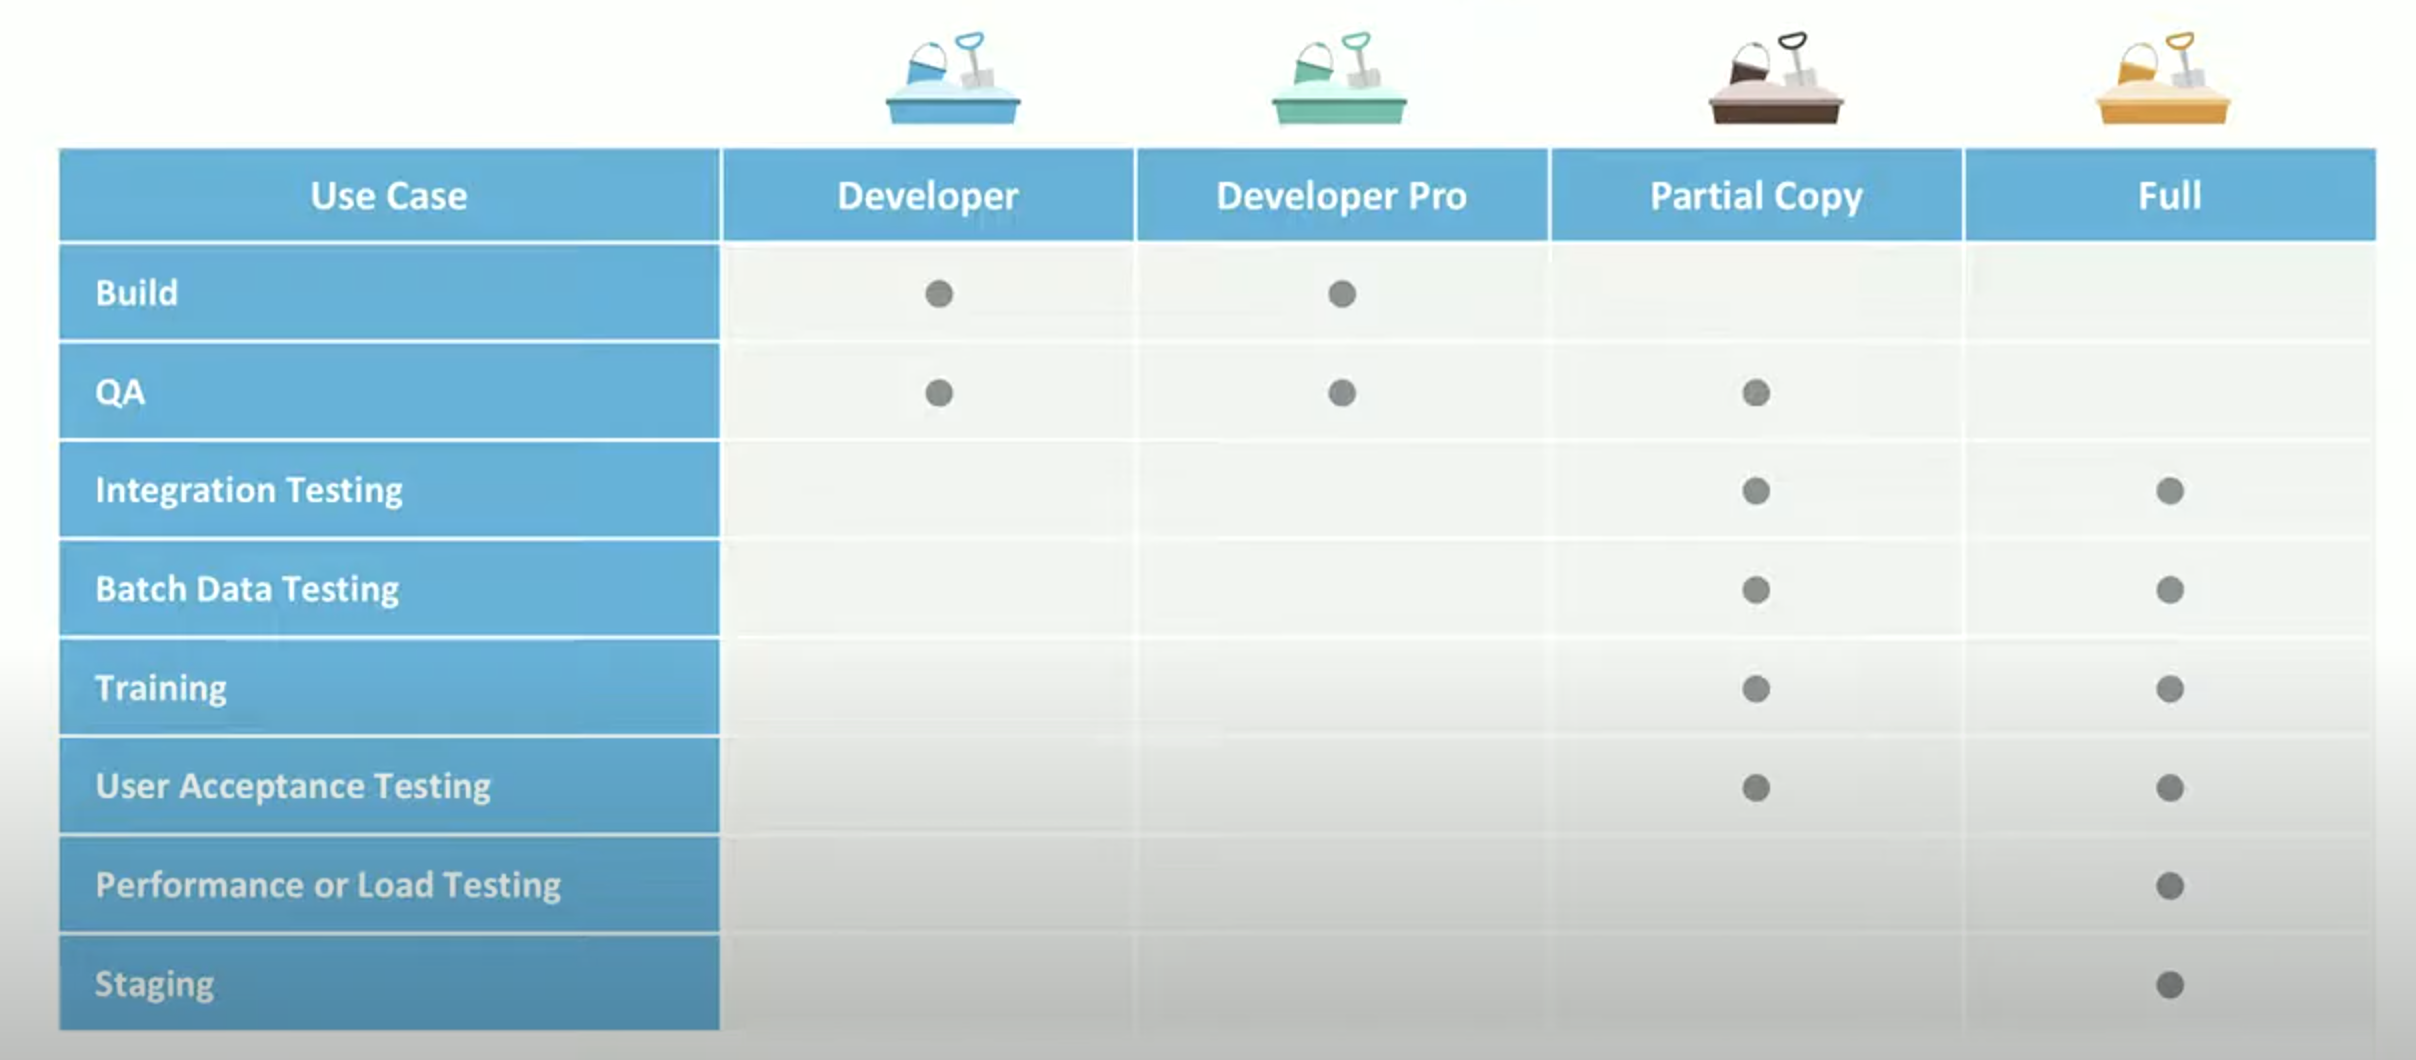 Use Case Developer Developer Pro Partial Copy Full
Build ● ●
QA ● ● ●
Integration Testing ● ●
Batch Data Testing ● ●
Training ● ●
User Acceptance Testing ● ●
Performance or Load Testing ●
Staging ●